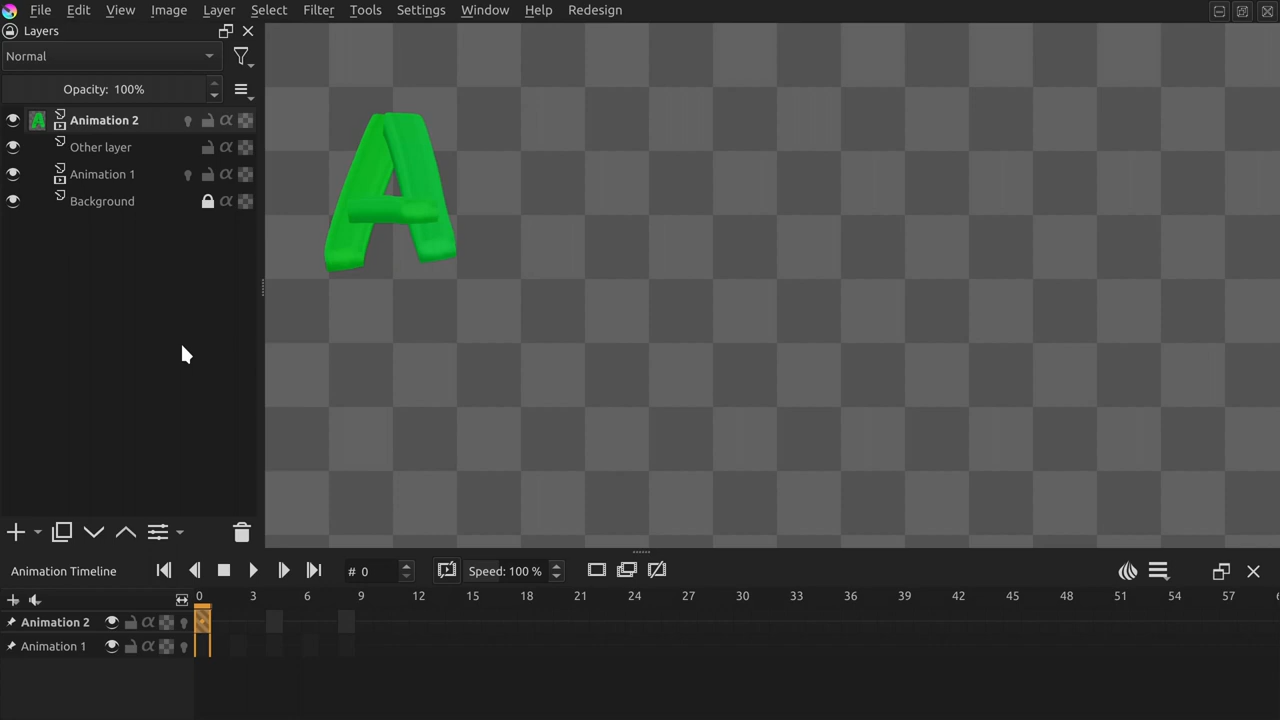 File Edit View Image Layer Select Filter Tools Settings Window Help Redesign
Layers
Normal
Opacity: 100%
Animation 2
Other layer
Animation 1
Background
A
Animation Timeline # 0 Speed: 100 %
0 3 6 9 12 15 18 21 24 27 30 33 36 39 42 45 48 51 54 57 6
Animation 2
Animation 1